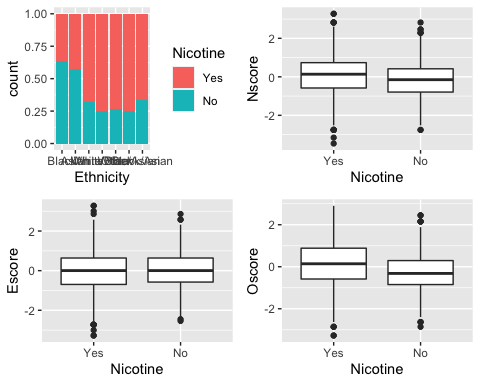 1.00
0.75
0.50
0.25
0.00
count
Ethnicity
Nicotine
Yes
No
2
0
-2
Nscore
Yes
No
Nicotine
2
0
-2
Escore
Yes
No
Nicotine
2
0
-2
Oscore
Yes
No
Nicotine